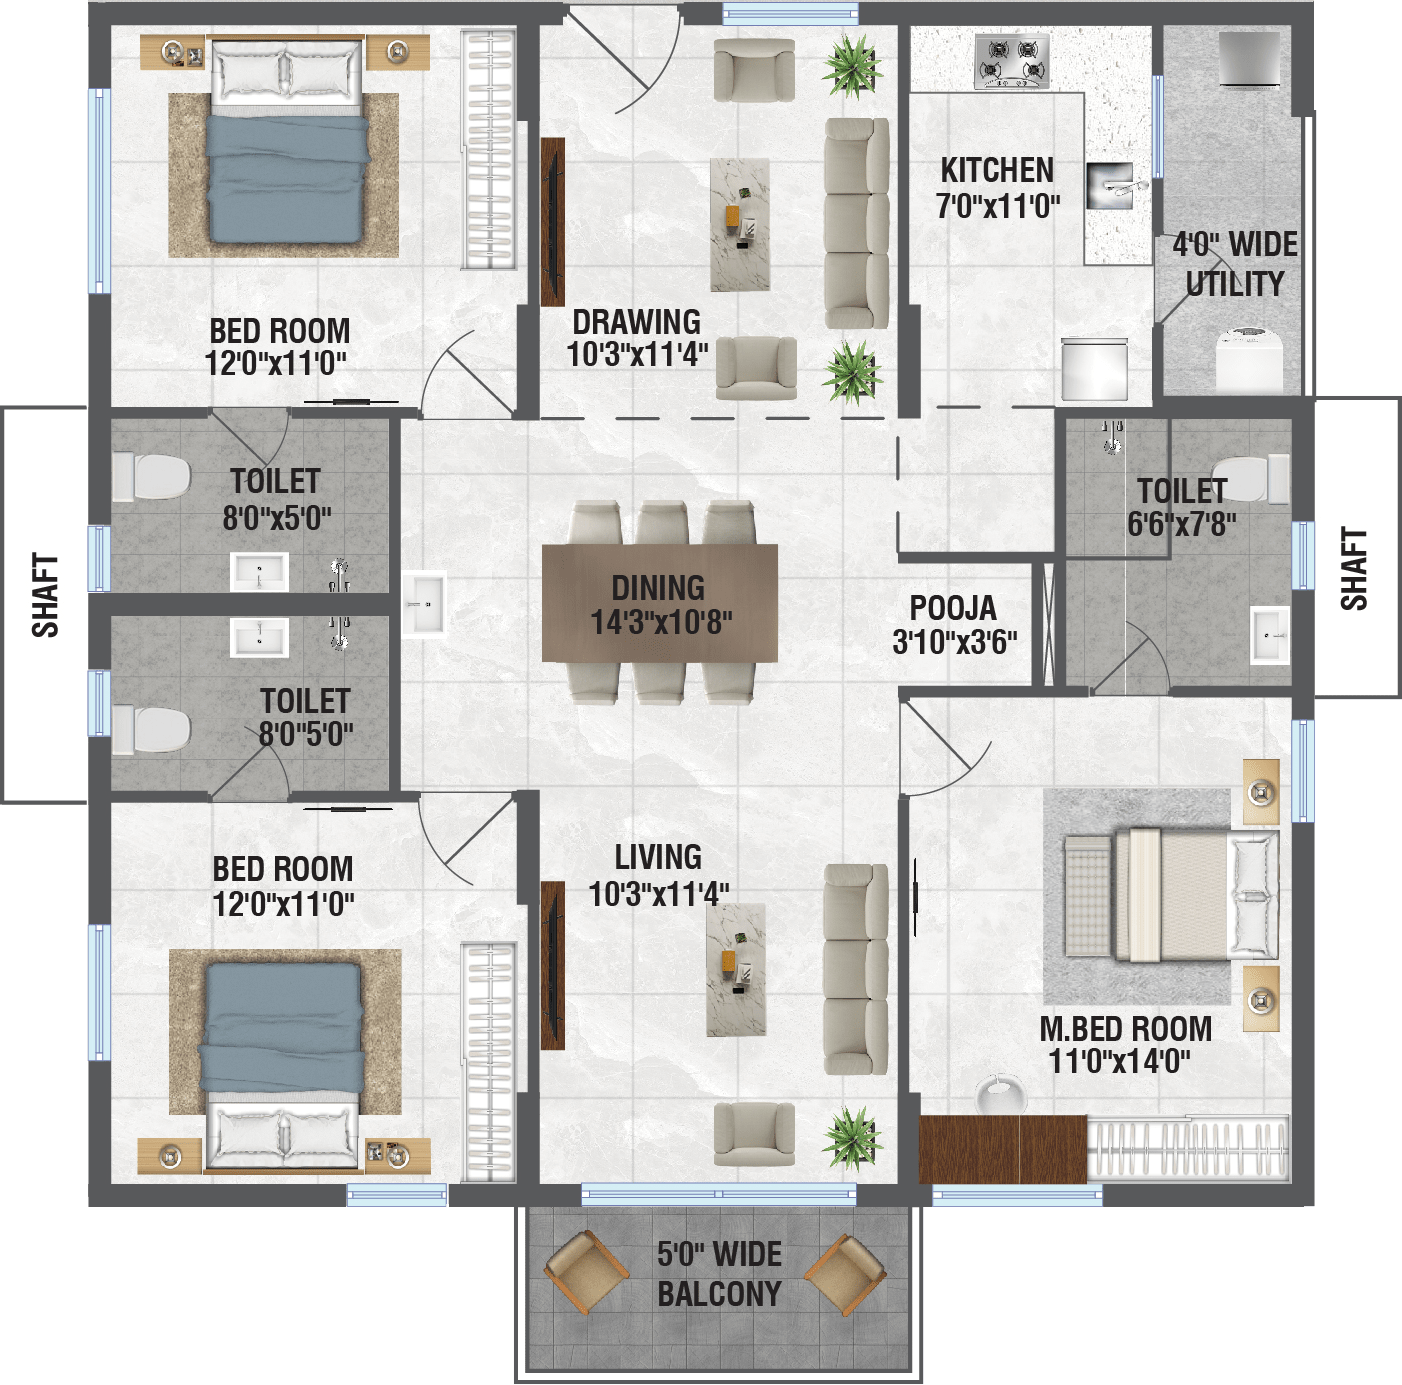 KITCHEN
7'0"x11'0"
4'0" WIDE
UTILITY
BED ROOM
12'0"x11'0"
DRAWING
10'3"x11'4"
TOILET
8'0"x5'0"
TOILET
6'6"x7'8"
SHAFT
SHAFT
DINING
14'3"x10'8"
POOJA
3'10"x3'6"
TOILET
8'0"5'0"
BED ROOM
12'0"x11'0"
LIVING
10'3"x11'4"
M.BED ROOM
11'0"x14'0"
5'0" WIDE
BALCONY